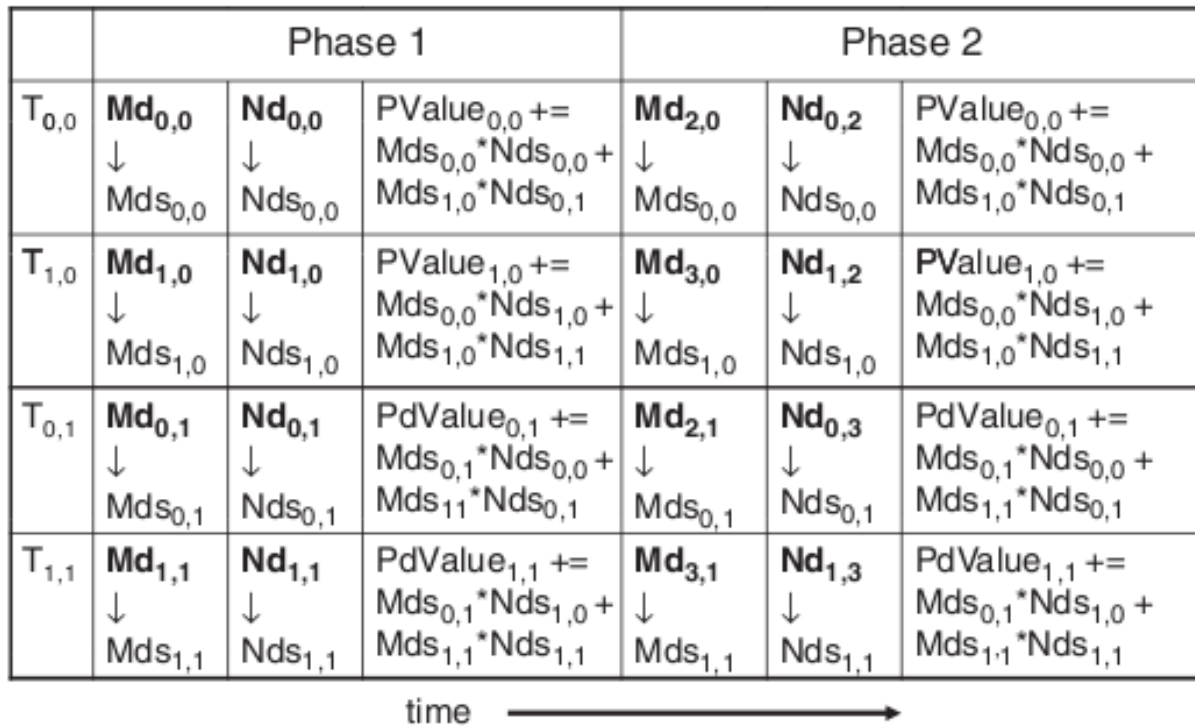 Phase 1 Phase 2
T0,0 Md0,0 Nd0,0 PValue0,0 += Md2,0 Nd0,2 PValue0,0 +=
↓ ↓ Mds0,0*Nds0,0 + ↓ ↓ Mds0,0*Nds0,0 +
Mds0,0 Nds0,0 Mds1,0*Nds0,1 Mds0,0 Nds0,0 Mds1,0*Nds0,1
T1,0 Md1,0 Nd1,0 PValue1,0 += Md3,0 Nd1,2 PValue1,0 +=
↓ ↓ Mds0,0*Nds1,0 + ↓ ↓ Mds0,0*Nds1,0 +
Mds1,0 Nds1,0 Mds1,0*Nds1,1 Mds1,0 Nds1,0 Mds1,0*Nds1,1
T0,1 Md0,1 Nd0,1 PdValue0,1 += Md2,1 Nd0,3 PdValue0,1 +=
↓ ↓ Mds0,1*Nds0,0 + ↓ ↓ Mds0,1*Nds0,0 +
Mds0,1 Nds0,1 Mds11*Nds0,1 Mds0,1 Nds0,1 Mds1,1*Nds0,1
T1,1 Md1,1 Nd1,1 PdValue1,1 += Md3,1 Nd1,3 PdValue1,1 +=
↓ ↓ Mds0,1*Nds1,0 + ↓ ↓ Mds0,1*Nds1,0 +
Mds1,1 Nds1,1 Mds1,1*Nds1,1 Mds1,1 Nds1,1 Mds1,1*Nds1,1
time